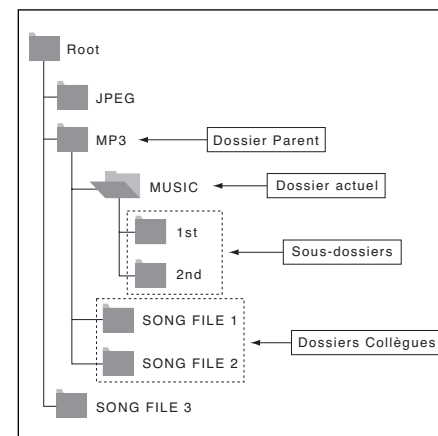 Root
JPEG
MP3
Dossier Parent
MUSIC
Dossier actuel
1st
Sous-dossiers
2nd
SONG FILE 1
Dossiers Collègues
SONG FILE 2
SONG FILE 3